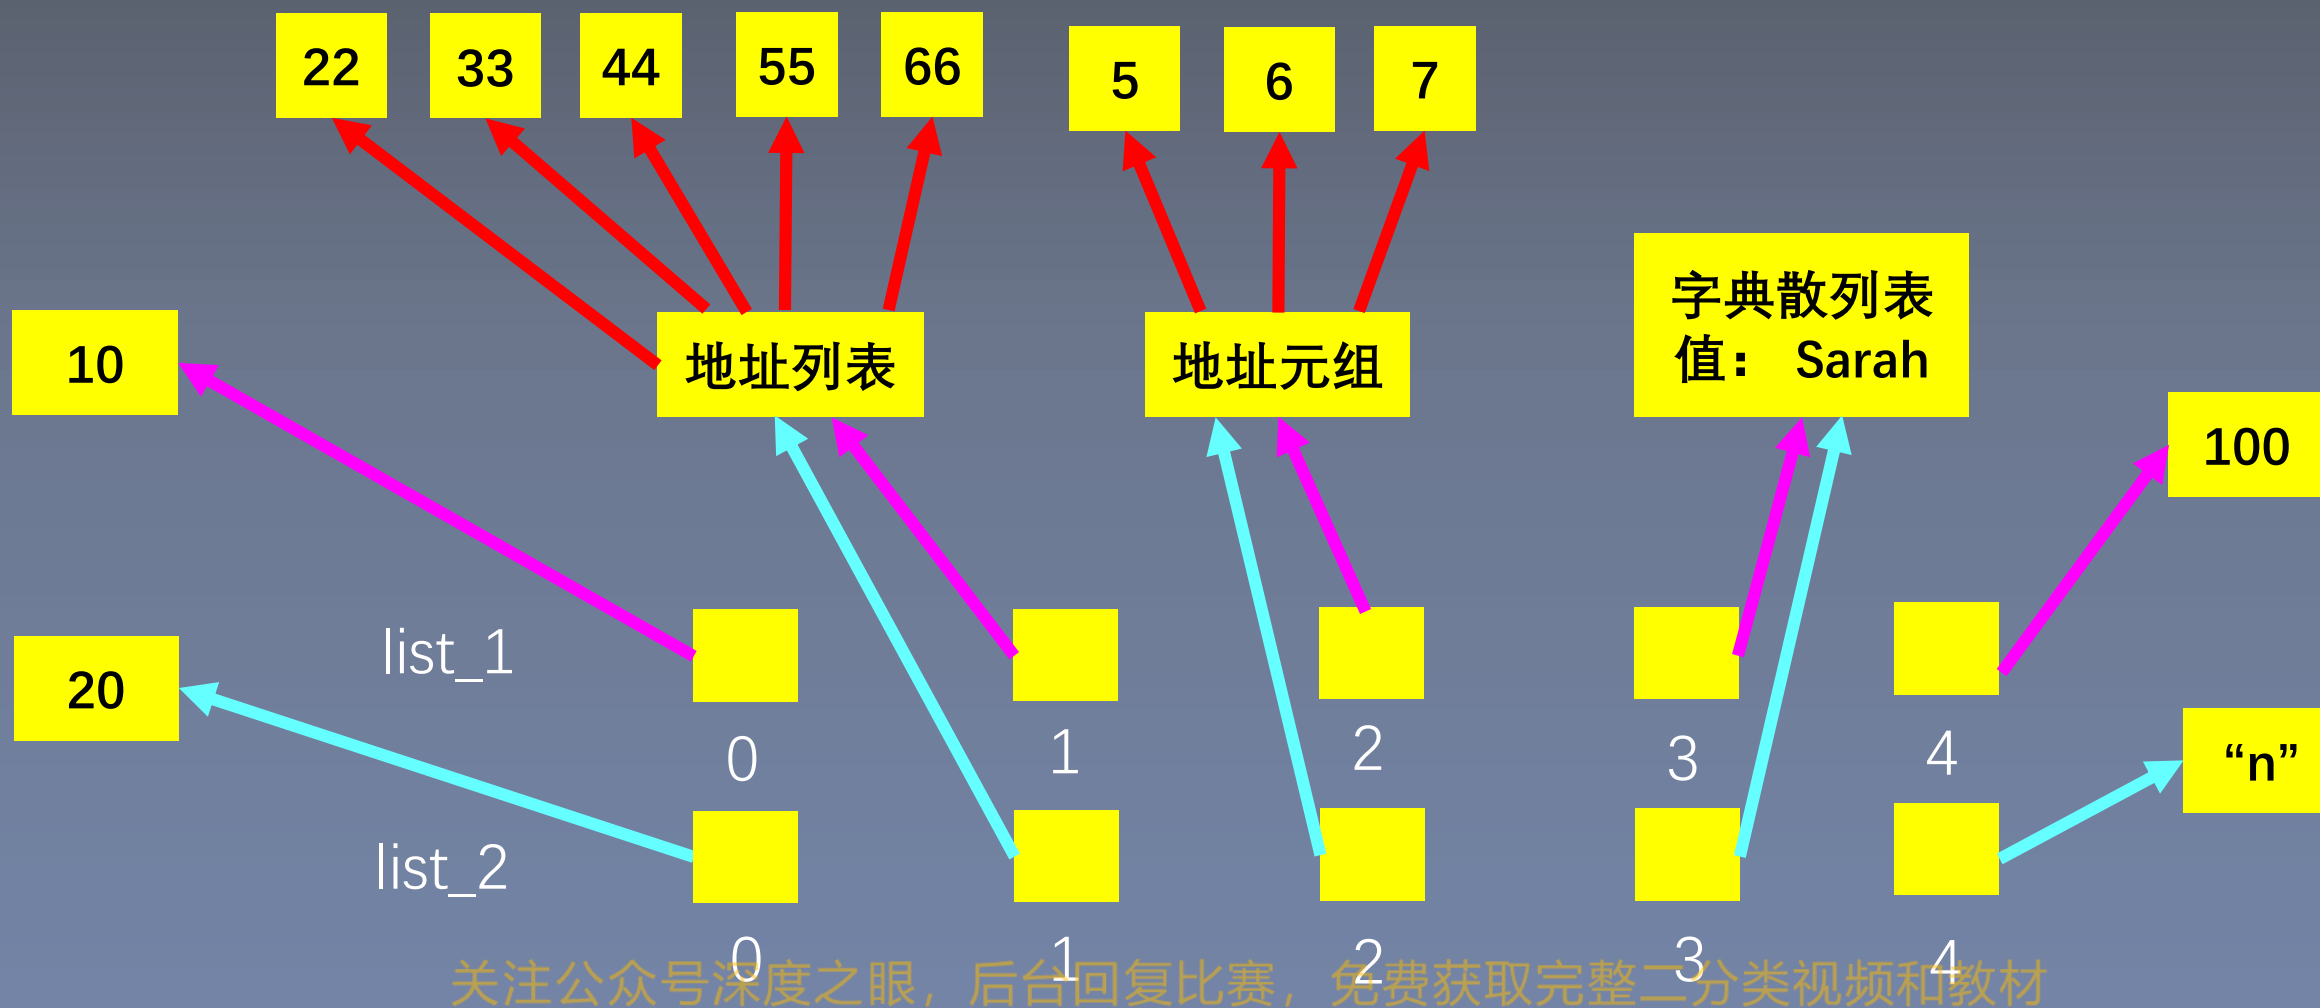 22 33 44 55 66 5 6 7
字典散列表
值： Sarah
10
地址列表
地址元组
100
list_1
20
0 1 2 3 4
“n”
list_2
0 1 2 3 4
关注公众号深度之眼，后台回复比赛，免费获取完整二分类视频和教材